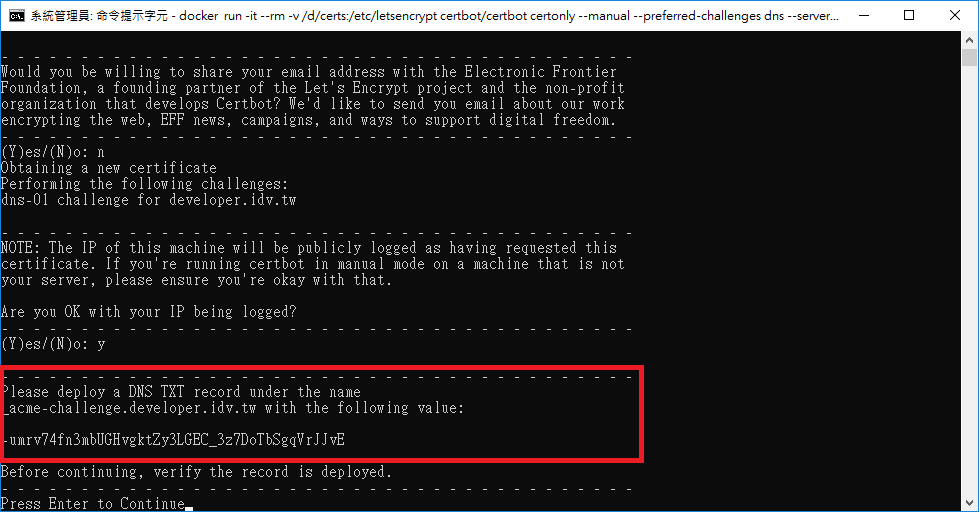 系統管理員: 命令提示字元 - docker run -it --rm -v /d/certs:/etc/letsencrypt certbot/certbot certonly --manual --preferred-challenges dns --server...
- - - - - - - - - - - - - - - - - - - - - - - - - - - - - - - - - - - - - - - -
Would you be willing to share your email address with the Electronic Frontier
Foundation, a founding partner of the Let's Encrypt project and the non-profit
organization that develops Certbot? We'd like to send you email about our work
encrypting the web, EFF news, campaigns, and ways to support digital freedom.
- - - - - - - - - - - - - - - - - - - - - - - - - - - - - - - - - - - - - - - -
(Y)es/(N)o: n
Obtaining a new certificate
Performing the following challenges:
dns-01 challenge for developer.idv.tw
- - - - - - - - - - - - - - - - - - - - - - - - - - - - - - - - - - - - - - - -
NOTE: The IP of this machine will be publicly logged as having requested this
certificate. If you're running certbot in manual mode on a machine that is not
your server, please ensure you're okay with that.
Are you OK with your IP being logged?
- - - - - - - - - - - - - - - - - - - - - - - - - - - - - - - - - - - - - - - -
(Y)es/(N)o: y
- - - - - - - - - - - - - - - - - - - - - - - - - - - - - - - - - - - - - - - -
Please deploy a DNS TXT record under the name
_acme-challenge.developer.idv.tw with the following value:
-umrv74fn3mbUGHvgktZy3LGEC_3z7DoTbSgqVrJJvE
Before continuing, verify the record is deployed.
- - - - - - - - - - - - - - - - - - - - - - - - - - - - - - - - - - - - - - - -
Press Enter to Continue